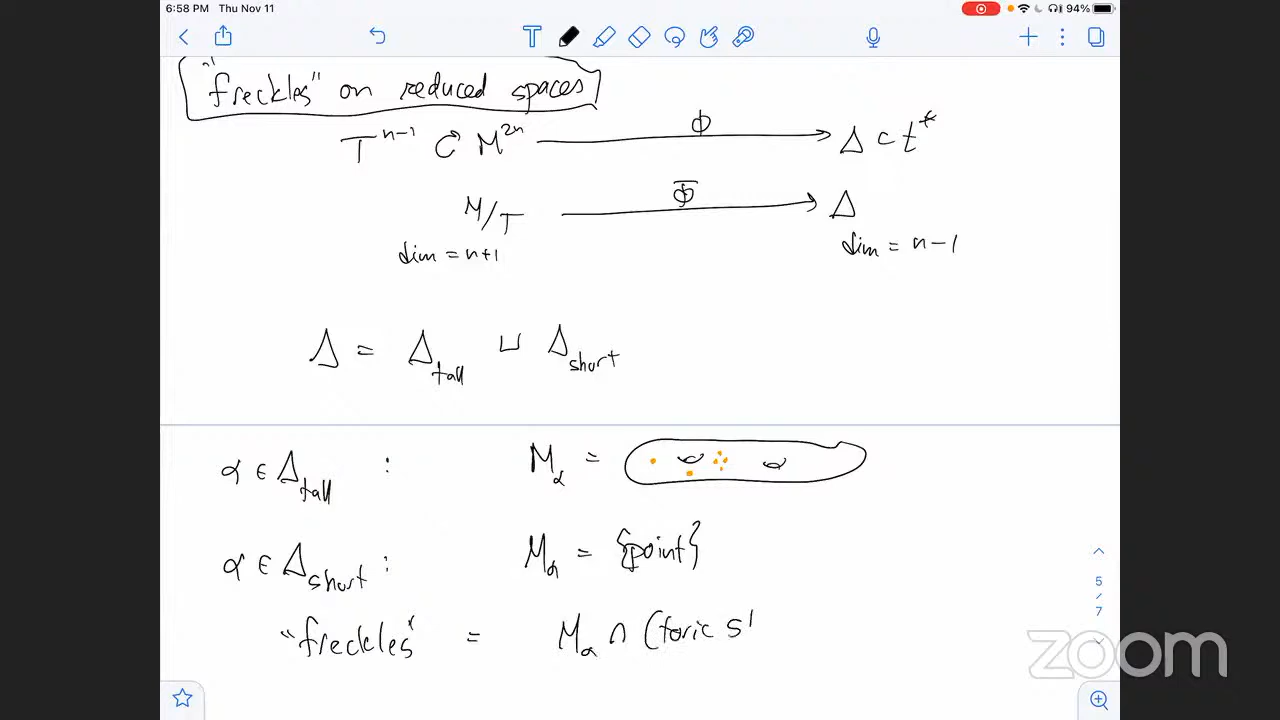 6:58 PM Thu Nov 11
94%
"freckles" on reduced spaces
T^{n-1} ↻ M^{2n} ⟶ Φ Δ ⊂ t*
M/T ⟶ Φ̄ Δ
dim = n+1 dim = n-1
Δ = Δ_tall ⊔ Δ_short
α ∈ Δ_tall : M_α =
α ∈ Δ_short : M_α = {point}
"freckles" = M_α ∩ (toric s
5
/
7
zoom